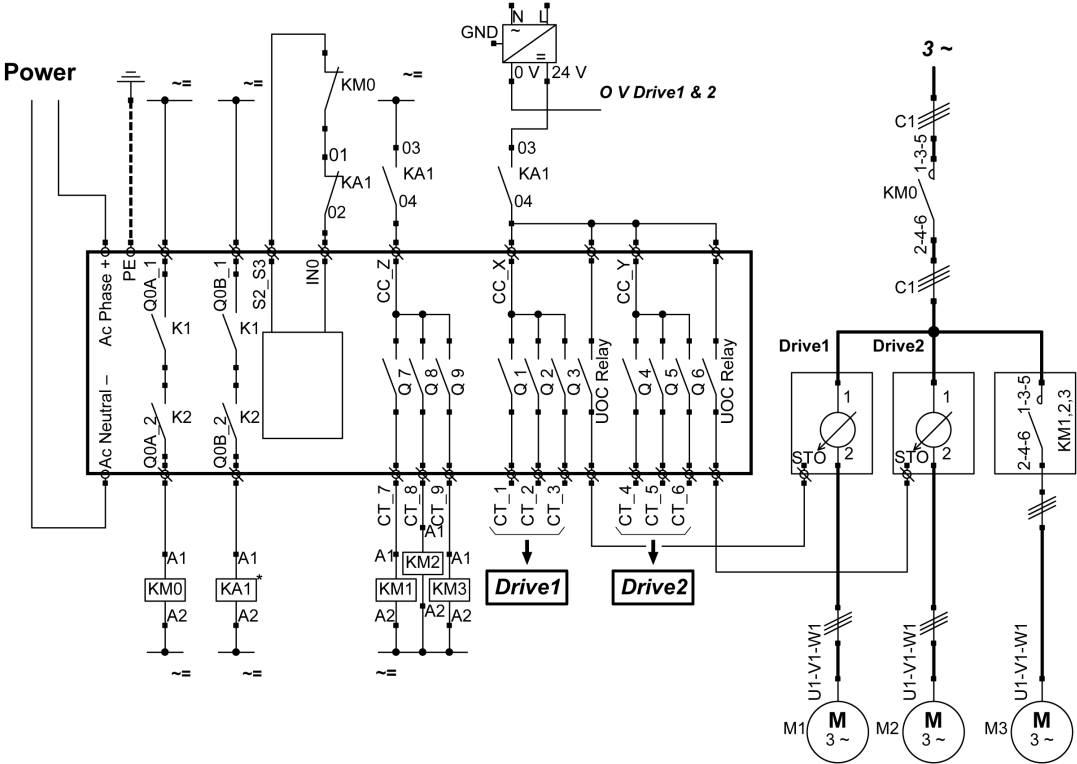 N L
GND ~
=
0 V 24 V
O V Drive1 & 2
3 ~
Power
~= ~= ~=
KM0
01
KA1
02
03
KA1
04
03
KA1
04
C1
1-3-5
KM0
2-4-6
C1
Ac Phase +
PE
Q0A_1
Q0B_1
S2_S3
IN0
CC_Z
CC_X
CC_Y
K1
K1
K2
K2
Q 7
Q 8
Q 9
Q 1
Q2
Q 3
UOC Relay
Q 4
Q 5
Q 6
UOC Relay
Ac Neutral –
Q0A_2
Q0B_2
Drive1 Drive2
1
2
STO
1
2
STO
1-3-5
2-4-6
KM1,2,3
CT_7
CT_8
CT_9
CT_1
CT_2
CT_3
CT_4
CT_5
CT_6
A1
KM0
A2
A1
KA1 *
A2
A1
KM1
A2
A1
KM2
A2
A1
KM3
A2
Drive1
Drive2
~= ~= ~=
U1-V1-W1
U1-V1-W1
U1-V1-W1
M1 M
3 ~
M2 M
3 ~
M3 M
3 ~